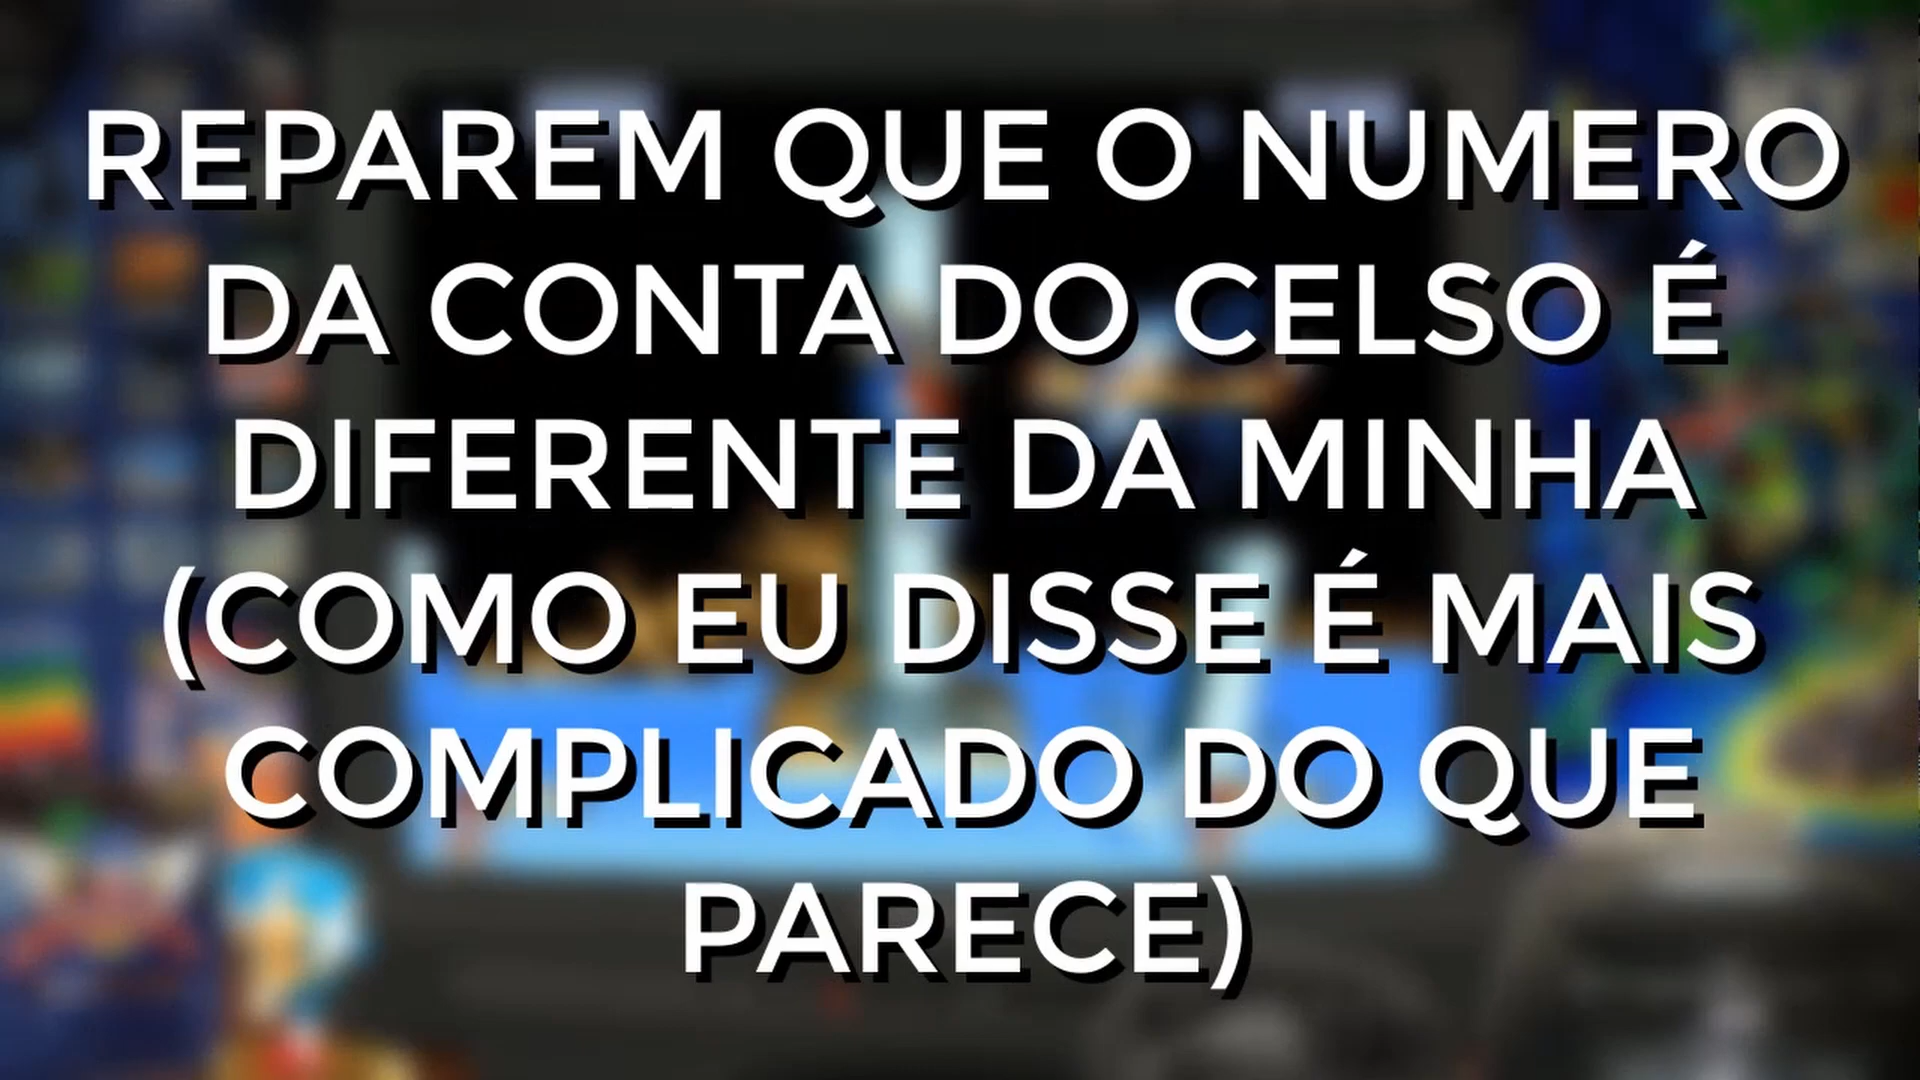 REPAREM QUE O NUMERO
DA CONTA DO CELSO É
DIFERENTE DA MINHA
(COMO EU DISSE É MAIS
COMPLICADO DO QUE
PARECE)